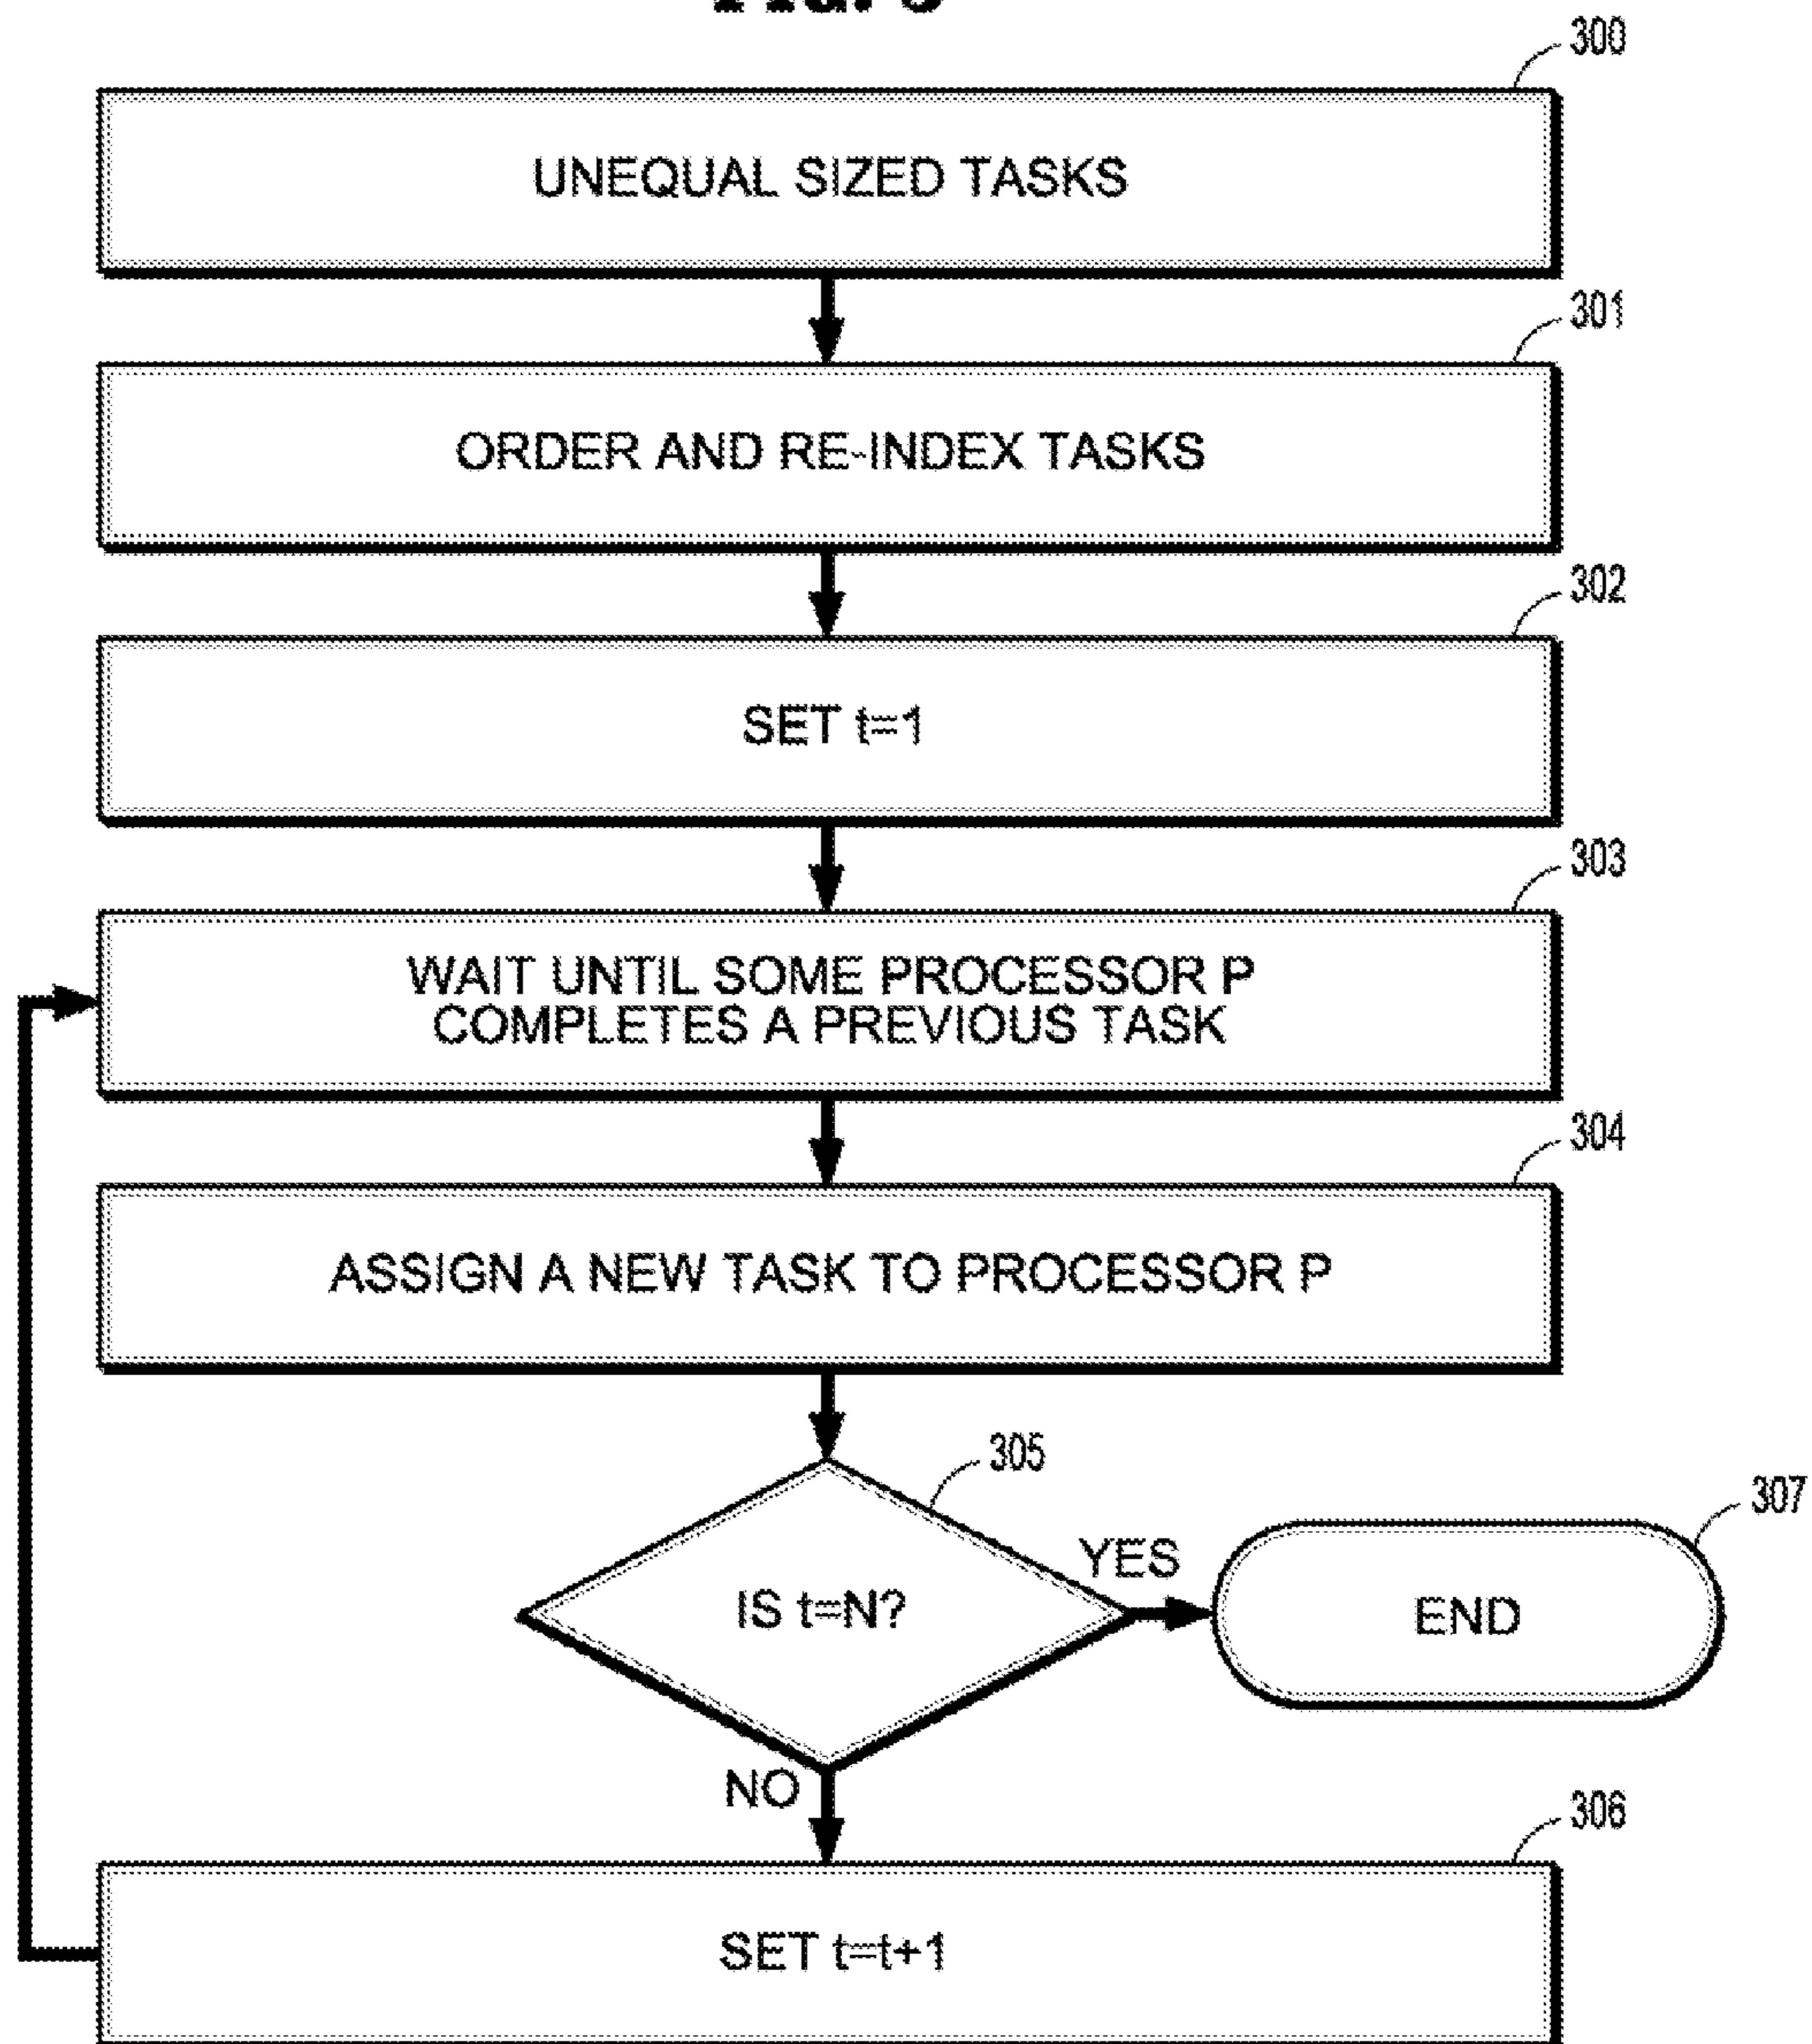 300
UNEQUAL SIZED TASKS
301
ORDER AND RE-INDEX TASKS
302
SET t=1
303
WAIT UNTIL SOME PROCESSOR P
COMPLETES A PREVIOUS TASK
304
ASSIGN A NEW TASK TO PROCESSOR P
305
307
YES
IS t=N?
END
NO
306
SET t=t+1